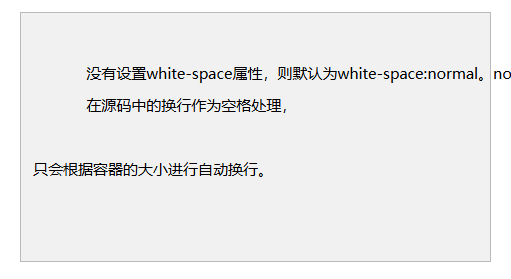 没有设置white-space属性，则默认为white-space:normal。no
在源码中的换行作为空格处理，
只会根据容器的大小进行自动换行。